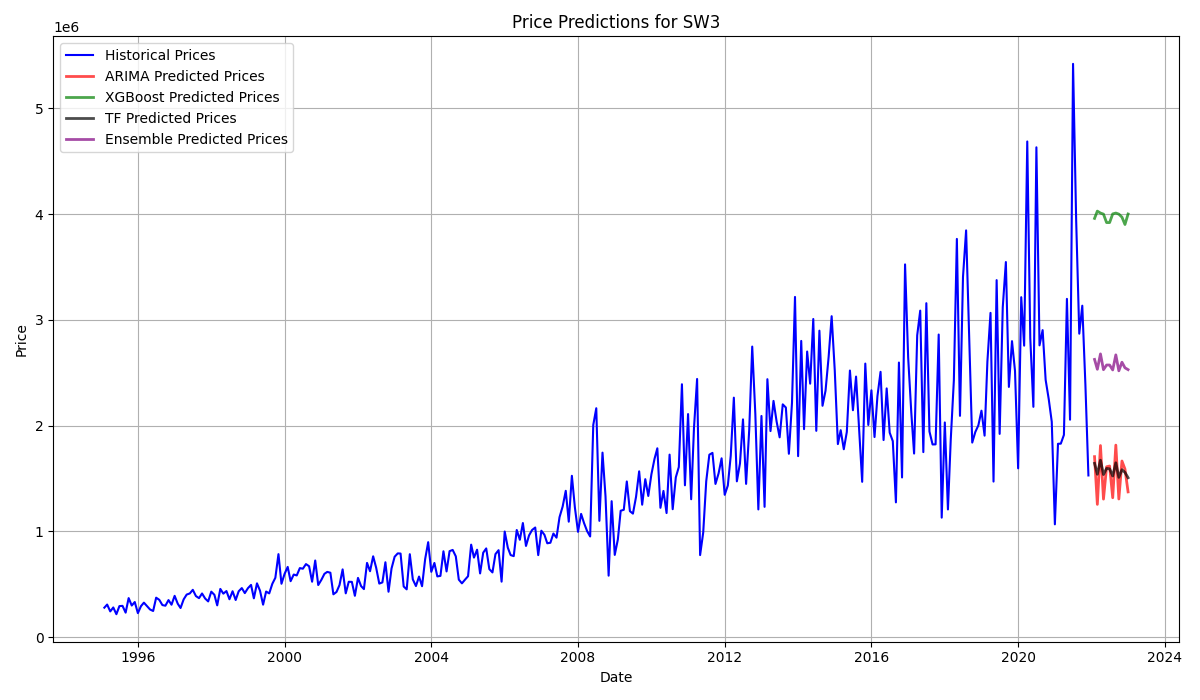 Price Predictions for SW3
1e6
Historical Prices
ARIMA Predicted Prices
XGBoost Predicted Prices
TF Predicted Prices
Ensemble Predicted Prices
5
4
3
2
1
0
Price
1996 2000 2004 2008 2012 2016 2020 2024
Date